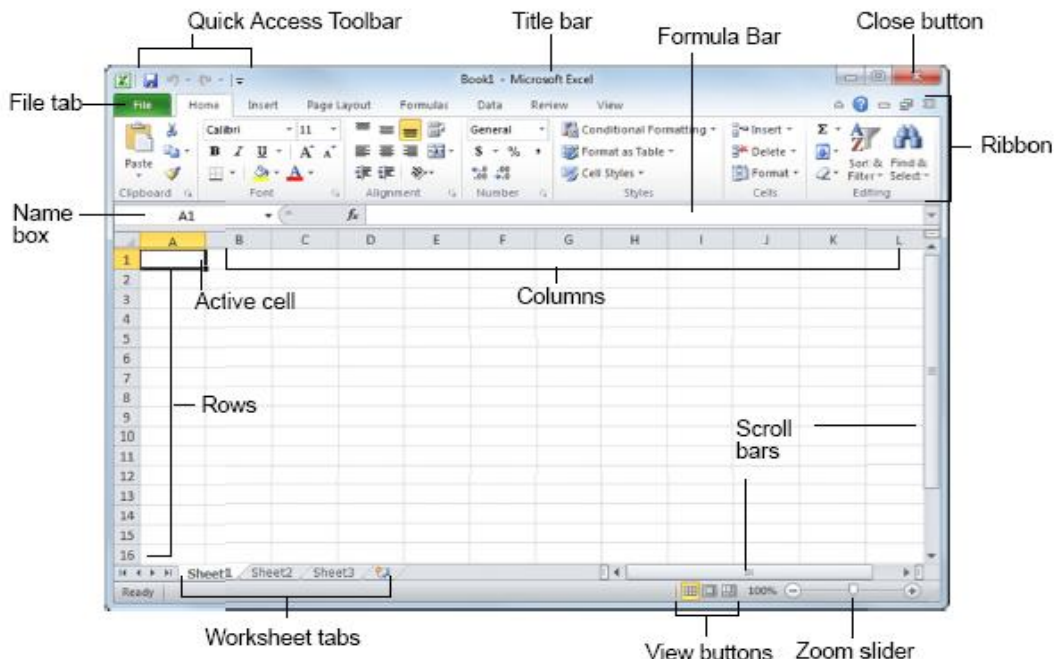 Quick Access Toolbar
Title bar
Close button
Formula Bar
Book1 - Microsoft Excel
File tab
File Home Insert Page Layout Formulas Data Review View
Ribbon
Calibri 11 General Conditional Formatting Insert Σ
Paste B I U A A $ % , Format as Table Delete Sort & Find &
A Cell Styles Format Filter Select
Clipboard Font Alignment Number Styles Cells Editing
Name
box
A1 fx
A B C D E F G H I J K L
1
Active cell
Columns
2
3
4
5
6
7
8
Rows
9
10
Scroll
bars
11
12
13
14
15
16
Sheet1 Sheet2 Sheet3
Ready 100%
Worksheet tabs
View buttons
Zoom slider